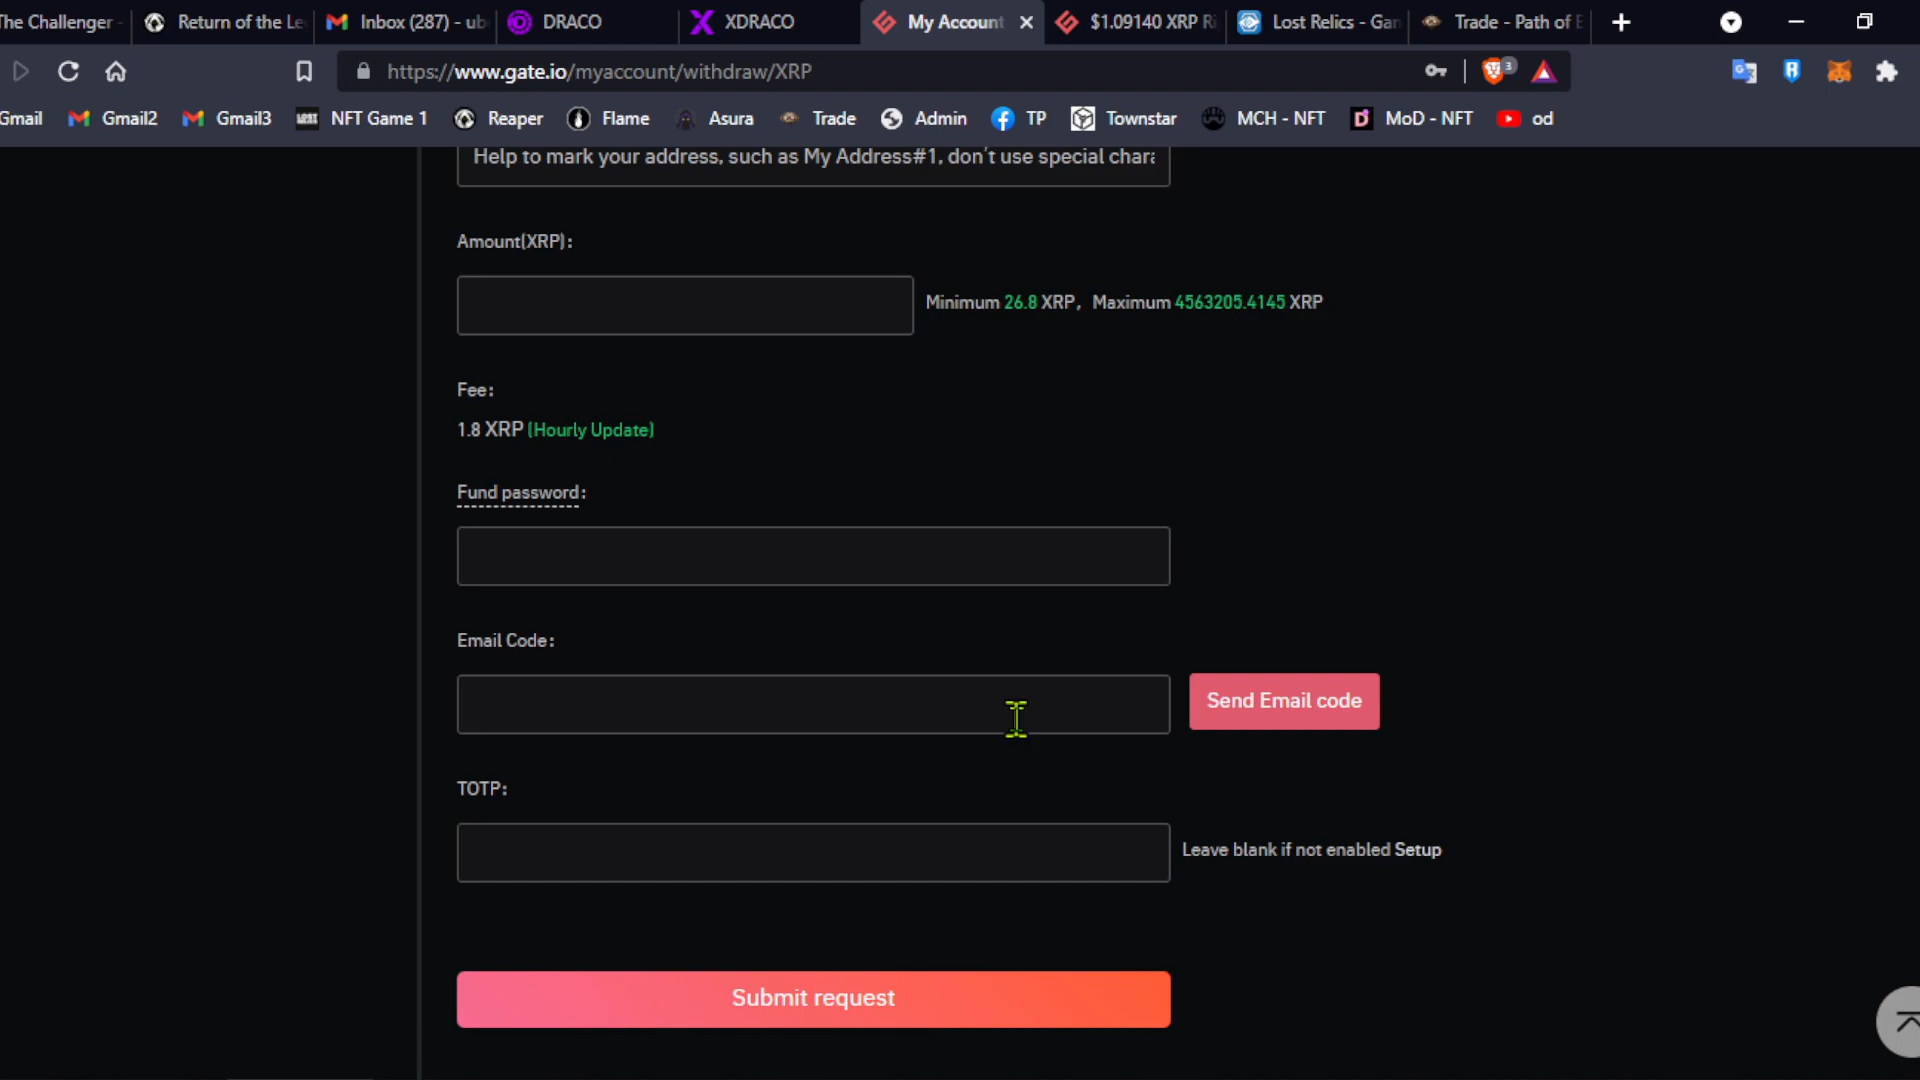 The Challenger -
Return of the Le
Inbox (287) - ub
DRACO
XDRACO
My Account
$1.09140 XRP Ri
Lost Relics - Gam
Trade - Path of E
https://www.gate.io/myaccount/withdraw/XRP
3
Gmail
Gmail2
Gmail3
NFT Game 1
Reaper
Flame
Asura
Trade
Admin
TP
Townstar
MCH - NFT
MoD - NFT
od
Help to mark your address, such as My Address#1, don't use special chara
Amount(XRP):
Minimum 26.8 XRP, Maximum 4563205.4145 XRP
Fee:
1.8 XRP (Hourly Update)
Fund password:
Email Code:
Send Email code
TOTP:
Leave blank if not enabled Setup
Submit request